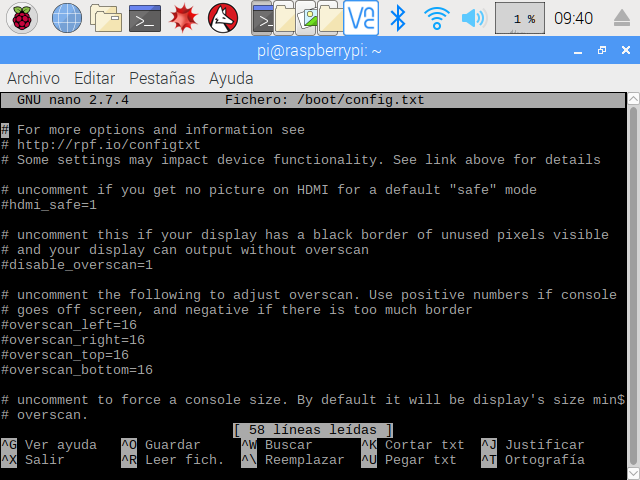 1 %
09:40
pi@raspberrypi: ~
Archivo Editar Pestañas Ayuda
GNU nano 2.7.4 Fichero: /boot/config.txt
# For more options and information see
# http://rpf.io/configtxt
# Some settings may impact device functionality. See link above for details
# uncomment if you get no picture on HDMI for a default "safe" mode
#hdmi_safe=1
# uncomment this if your display has a black border of unused pixels visible
# and your display can output without overscan
#disable_overscan=1
# uncomment the following to adjust overscan. Use positive numbers if console
# goes off screen, and negative if there is too much border
#overscan_left=16
#overscan_right=16
#overscan_top=16
#overscan_bottom=16
# uncomment to force a console size. By default it will be display's size min$
# overscan.
[ 58 líneas leídas ]
^G Ver ayuda ^O Guardar ^W Buscar ^K Cortar txt ^J Justificar
^X Salir ^R Leer fich. ^\ Reemplazar ^U Pegar txt ^T Ortografía